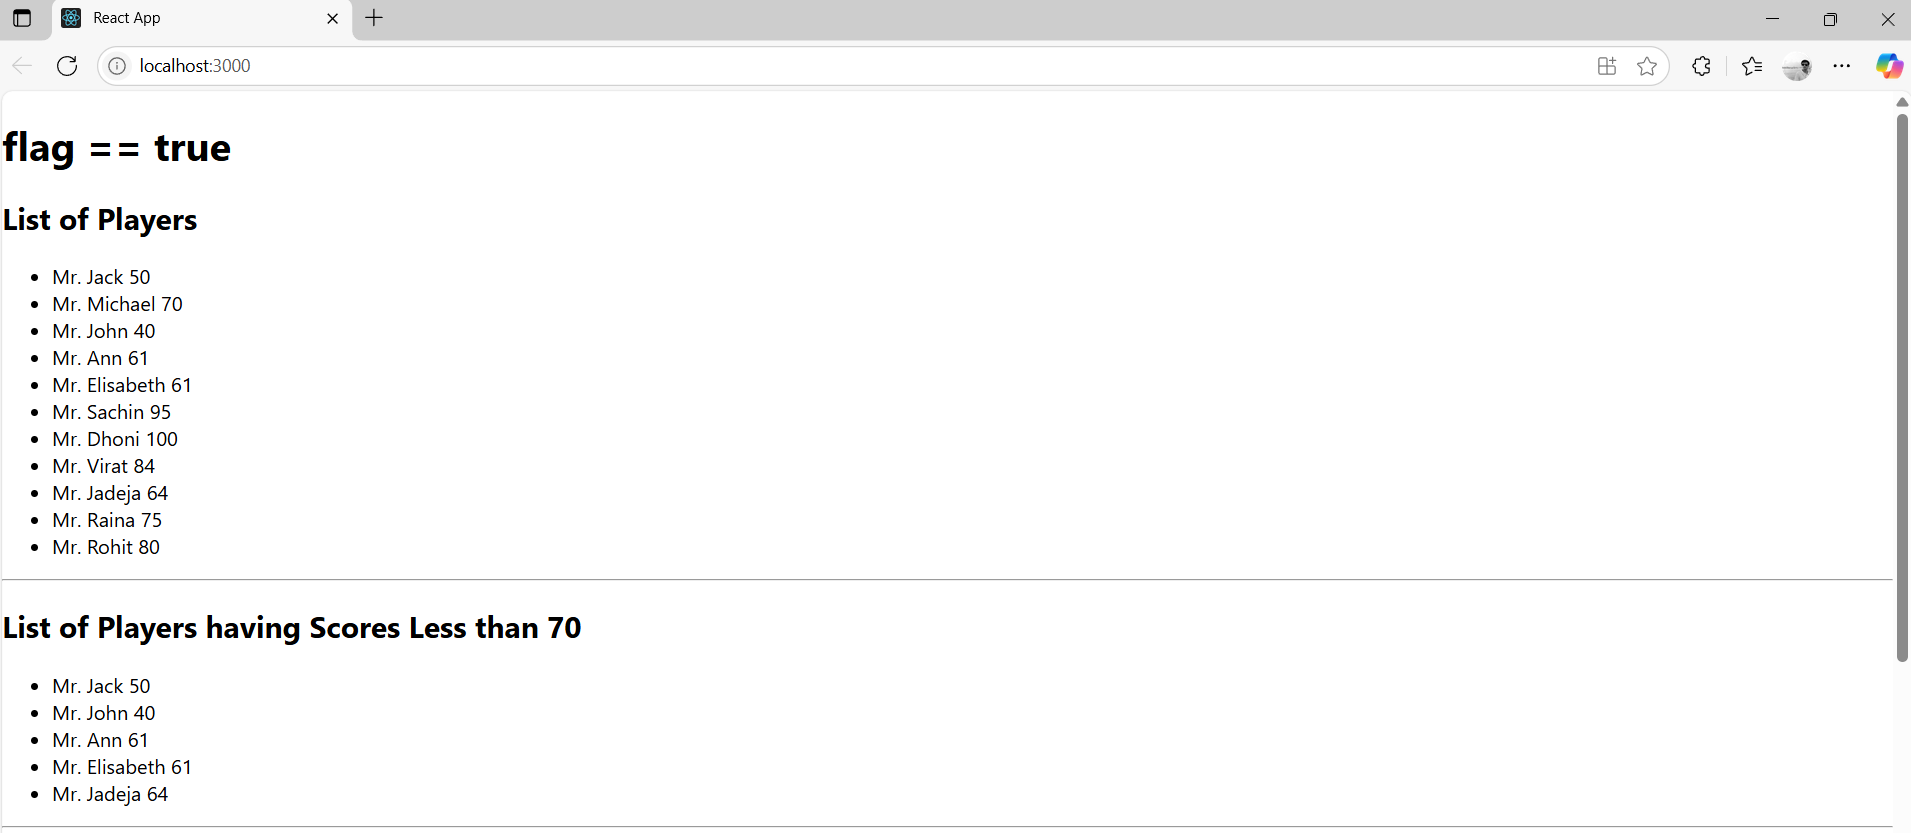 React App
localhost:3000
flag == true
List of Players
Mr. Jack 50
Mr. Michael 70
Mr. John 40
Mr. Ann 61
Mr. Elisabeth 61
Mr. Sachin 95
Mr. Dhoni 100
Mr. Virat 84
Mr. Jadeja 64
Mr. Raina 75
Mr. Rohit 80
List of Players having Scores Less than 70
Mr. Jack 50
Mr. John 40
Mr. Ann 61
Mr. Elisabeth 61
Mr. Jadeja 64